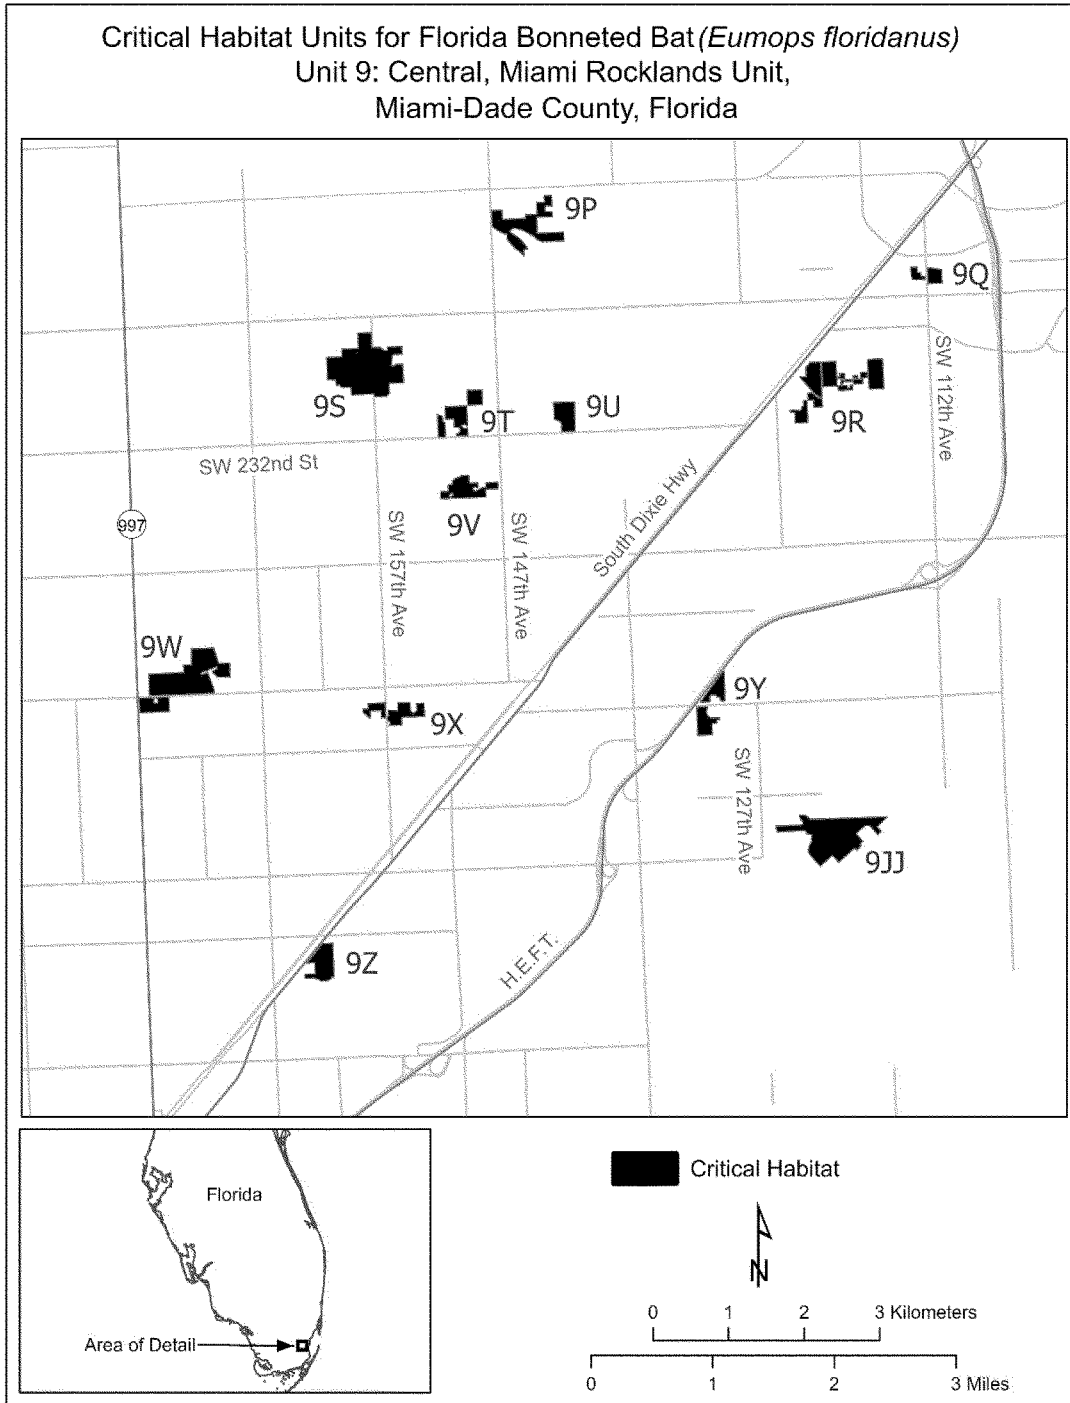 Critical Habitat Units for Florida Bonneted Bat (Eumops floridanus)
Unit 9: Central, Miami Rocklands Unit,
Miami-Dade County, Florida
9P
9Q
9S
9T
9U
9R
SW 112th Ave
SW 232nd St
9V
997
SW 157th Ave
SW 147th Ave
South Dixie Hwy
9W
9X
9Y
SW 127th Ave
9JJ
9Z
H.E.F.T.
Florida
Area of Detail
Critical Habitat
N
0 1 2 3 Kilometers
0 1 2 3 Miles